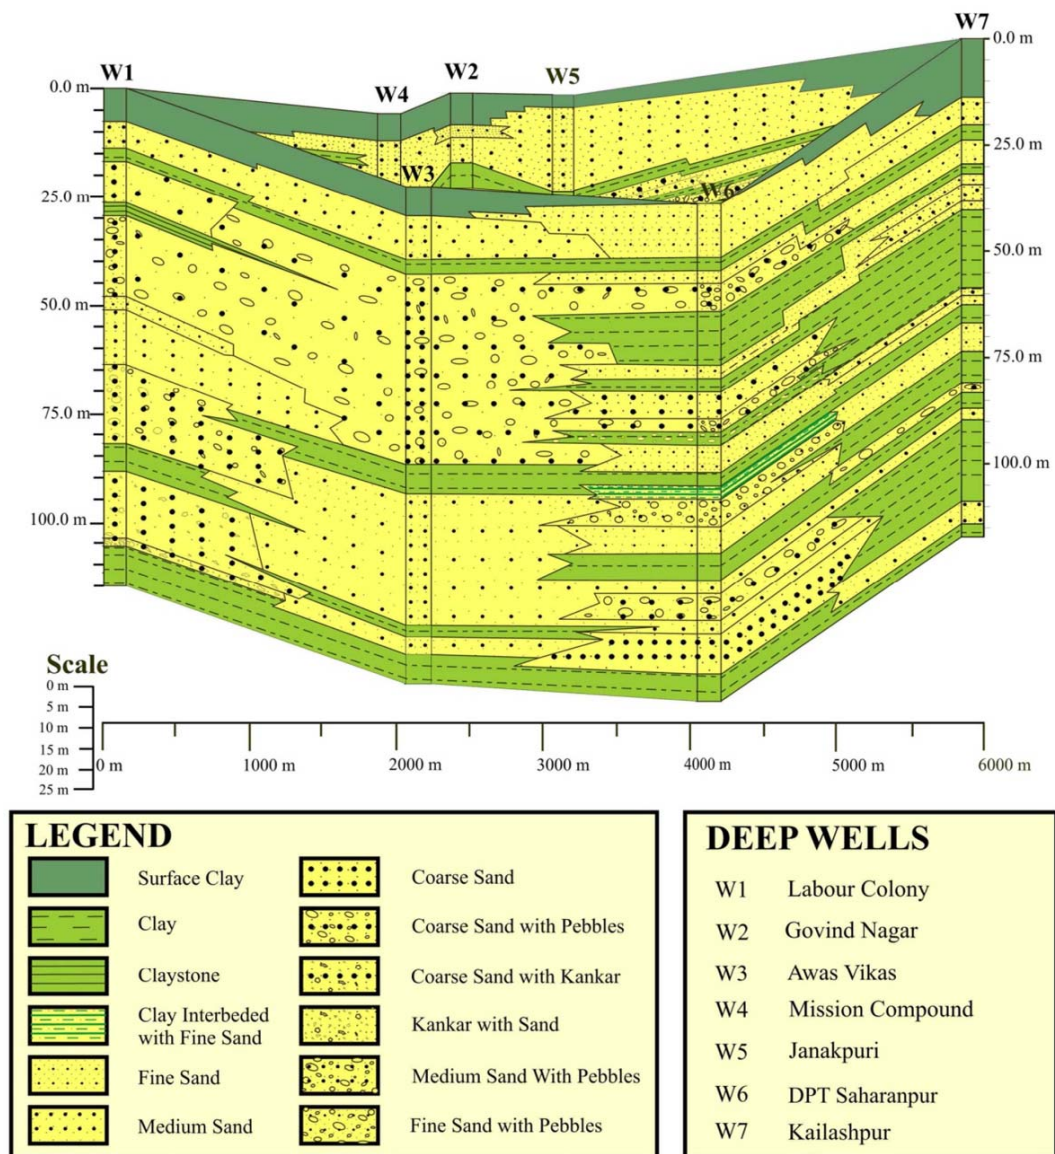 W7
W1
W2
W5
W4
W3
W6
0.0 m
25.0 m
50.0 m
75.0 m
100.0 m
0.0 m
25.0 m
50.0 m
75.0 m
100.0 m
Scale
0 m
5 m
10 m
15 m
20 m
25 m
0 m
1000 m
2000 m
3000 m
4000 m
5000 m
6000 m
LEGEND
Surface Clay
Clay
Claystone
Clay Interbeded
with Fine Sand
Fine Sand
Medium Sand
Coarse Sand
Coarse Sand with Pebbles
Coarse Sand with Kankar
Kankar with Sand
Medium Sand With Pebbles
Fine Sand with Pebbles
DEEP WELLS
W1 Labour Colony
W2 Govind Nagar
W3 Awas Vikas
W4 Mission Compound
W5 Janakpuri
W6 DPT Saharanpur
W7 Kailashpur